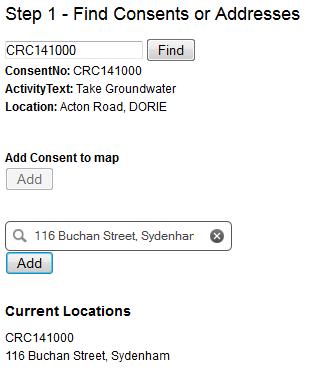 Step 1 - Find Consents or Addresses
CRC141000 Find
ConsentNo: CRC141000
ActivityText: Take Groundwater
Location: Acton Road, DORIE
Add Consent to map
Add
116 Buchan Street, Sydenhar
Add
Current Locations
CRC141000
116 Buchan Street, Sydenham